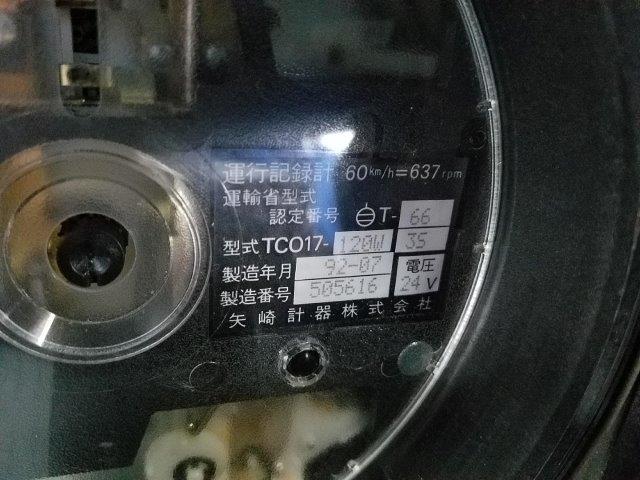 運行記録計 60km/h=637rpm
運輸省型式
認定番号 T-66
型式 TCO17-120W 35
製造年月 92-07 電圧
製造番号 505616 24V
矢崎計器株式会社